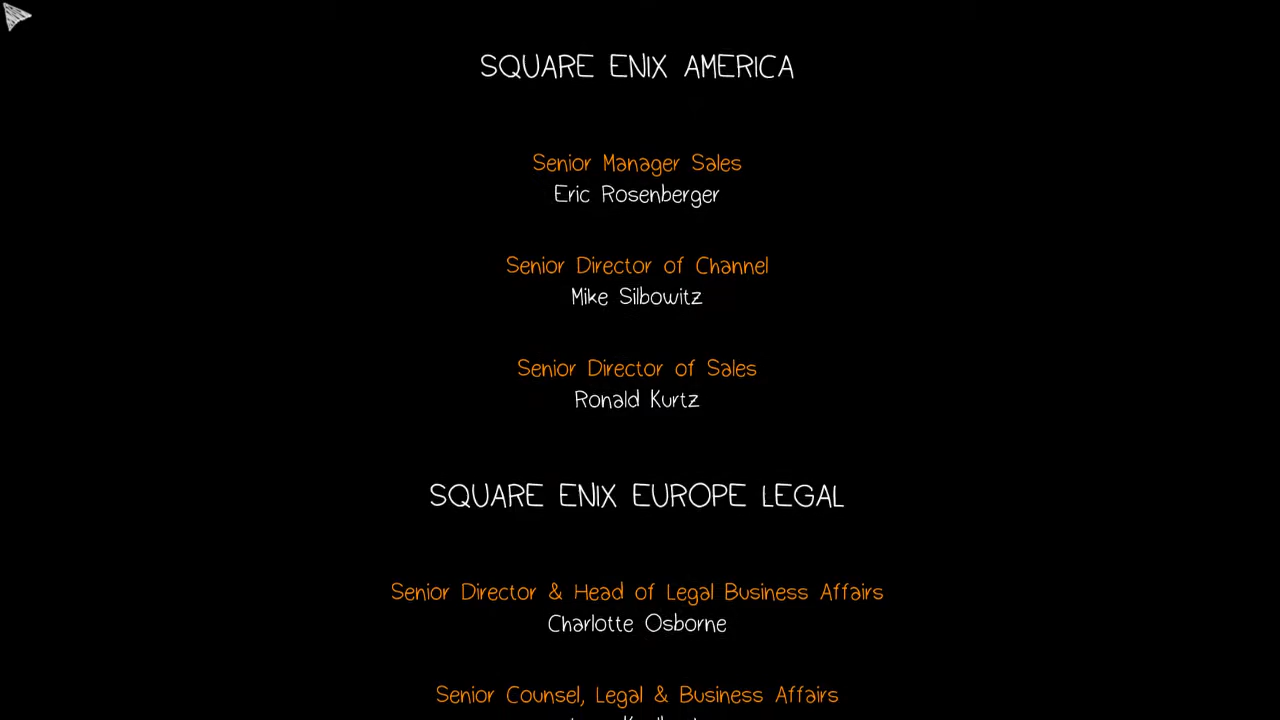 SQUARE ENIX AMERICA
Senior Manager Sales
Eric Rosenberger
Senior Director of Channel
Mike Silbowitz
Senior Director of Sales
Ronald Kurtz
SQUARE ENIX EUROPE LEGAL
Senior Director & Head of Legal Business Affairs
Charlotte Osborne
Senior Counsel, Legal & Business Affairs